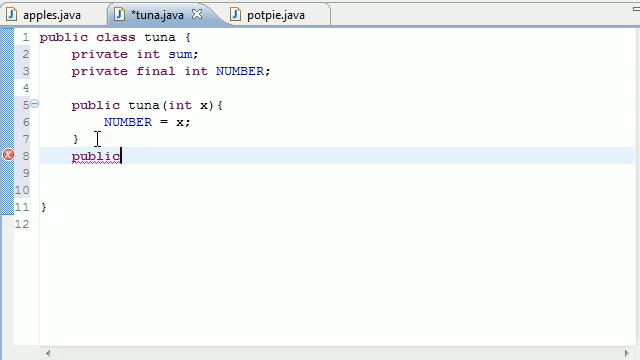 apples.java *tuna.java potpie.java
1 public class tuna {
2 private int sum;
3 private final int NUMBER;
4
5 public tuna(int x){
6 NUMBER = x;
7 }
8 public
9
10
11 }
12